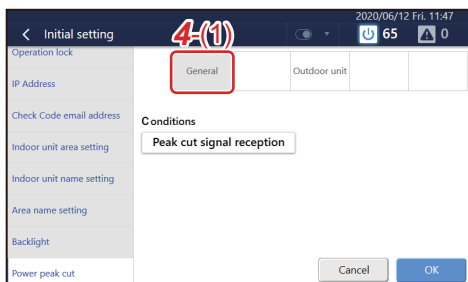 2020/06/12 Fri. 11:47
Initial setting
4-(1)
65
0
Operation lock
General
Outdoor unit
IP Address
Check Code email address
Conditions
Indoor unit area setting
Peak cut signal reception
Indoor unit name setting
Area name setting
Backlight
Power peak cut
Cancel
OK